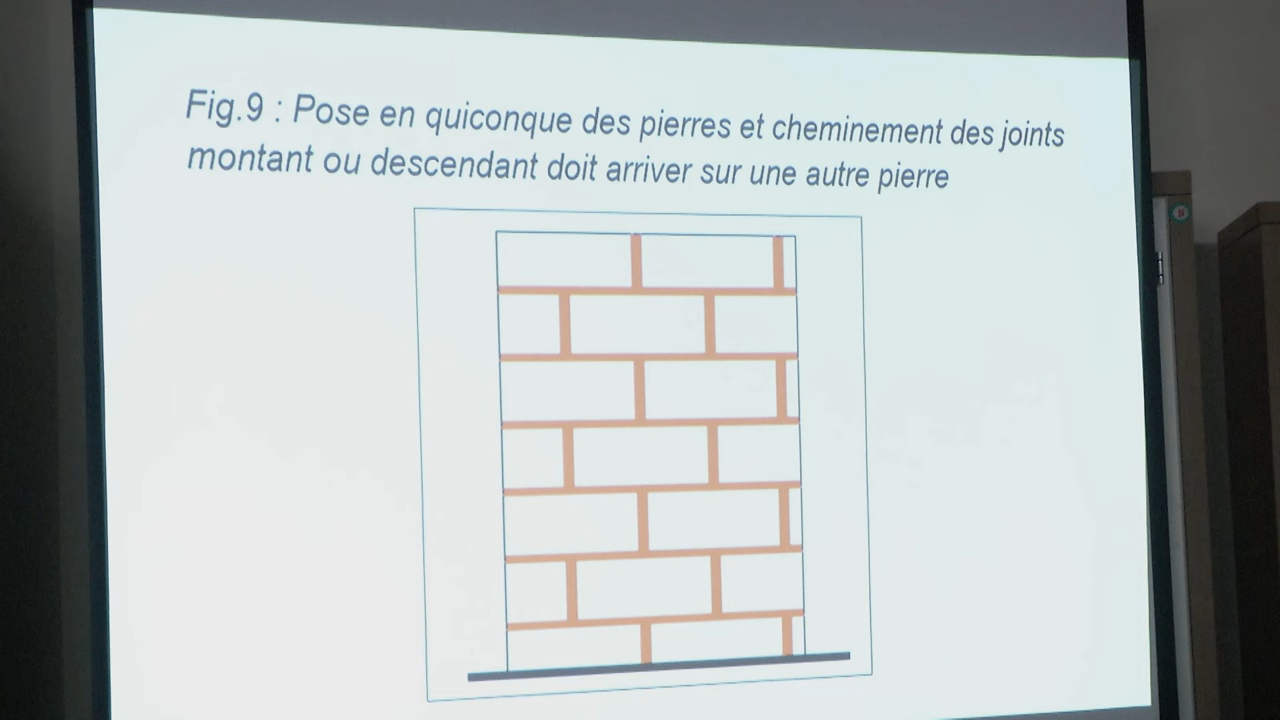 Fig.9 : Pose en quiconque des pierres et cheminement des joints
montant ou descendant doit arriver sur une autre pierre